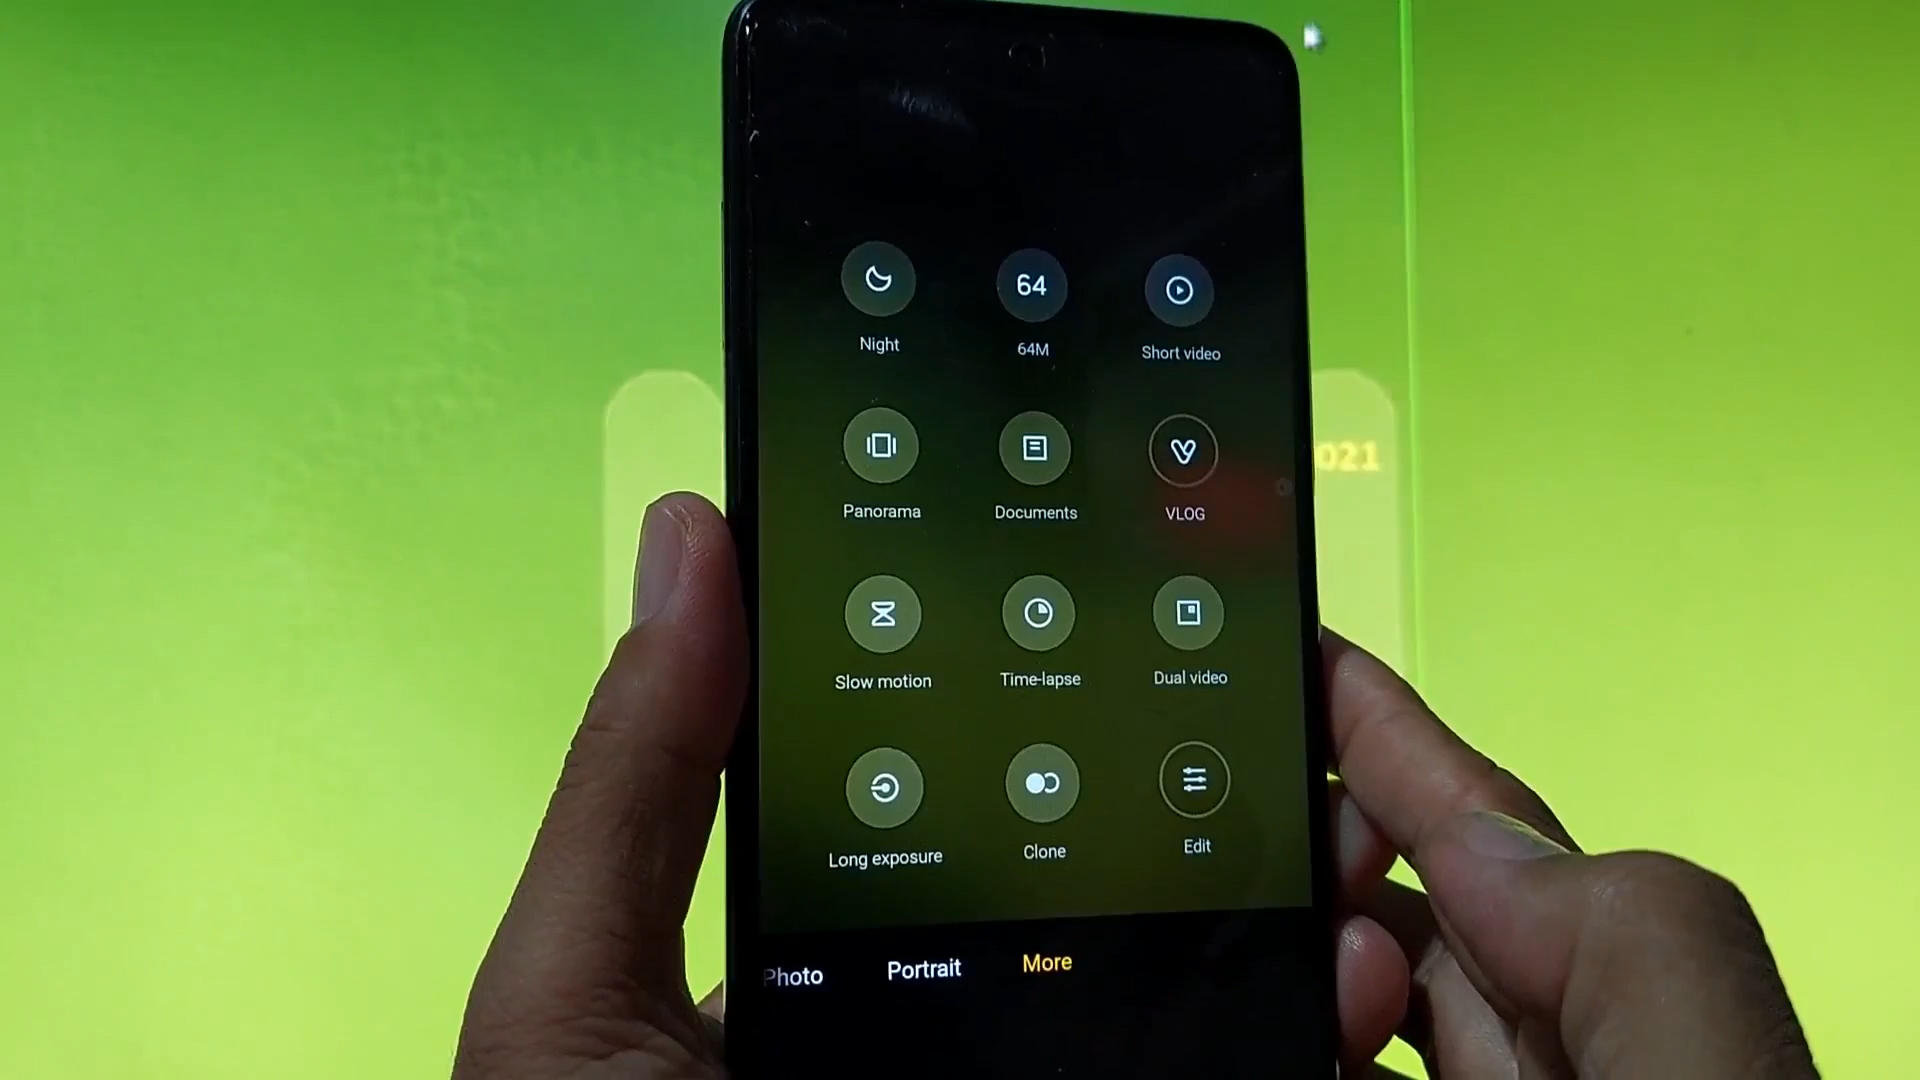 64
Night
64M
Short video
021
Panorama
Documents
VLOG
Slow motion
Time-lapse
Dual video
Long exposure
Clone
Edit
Photo
Portrait
More